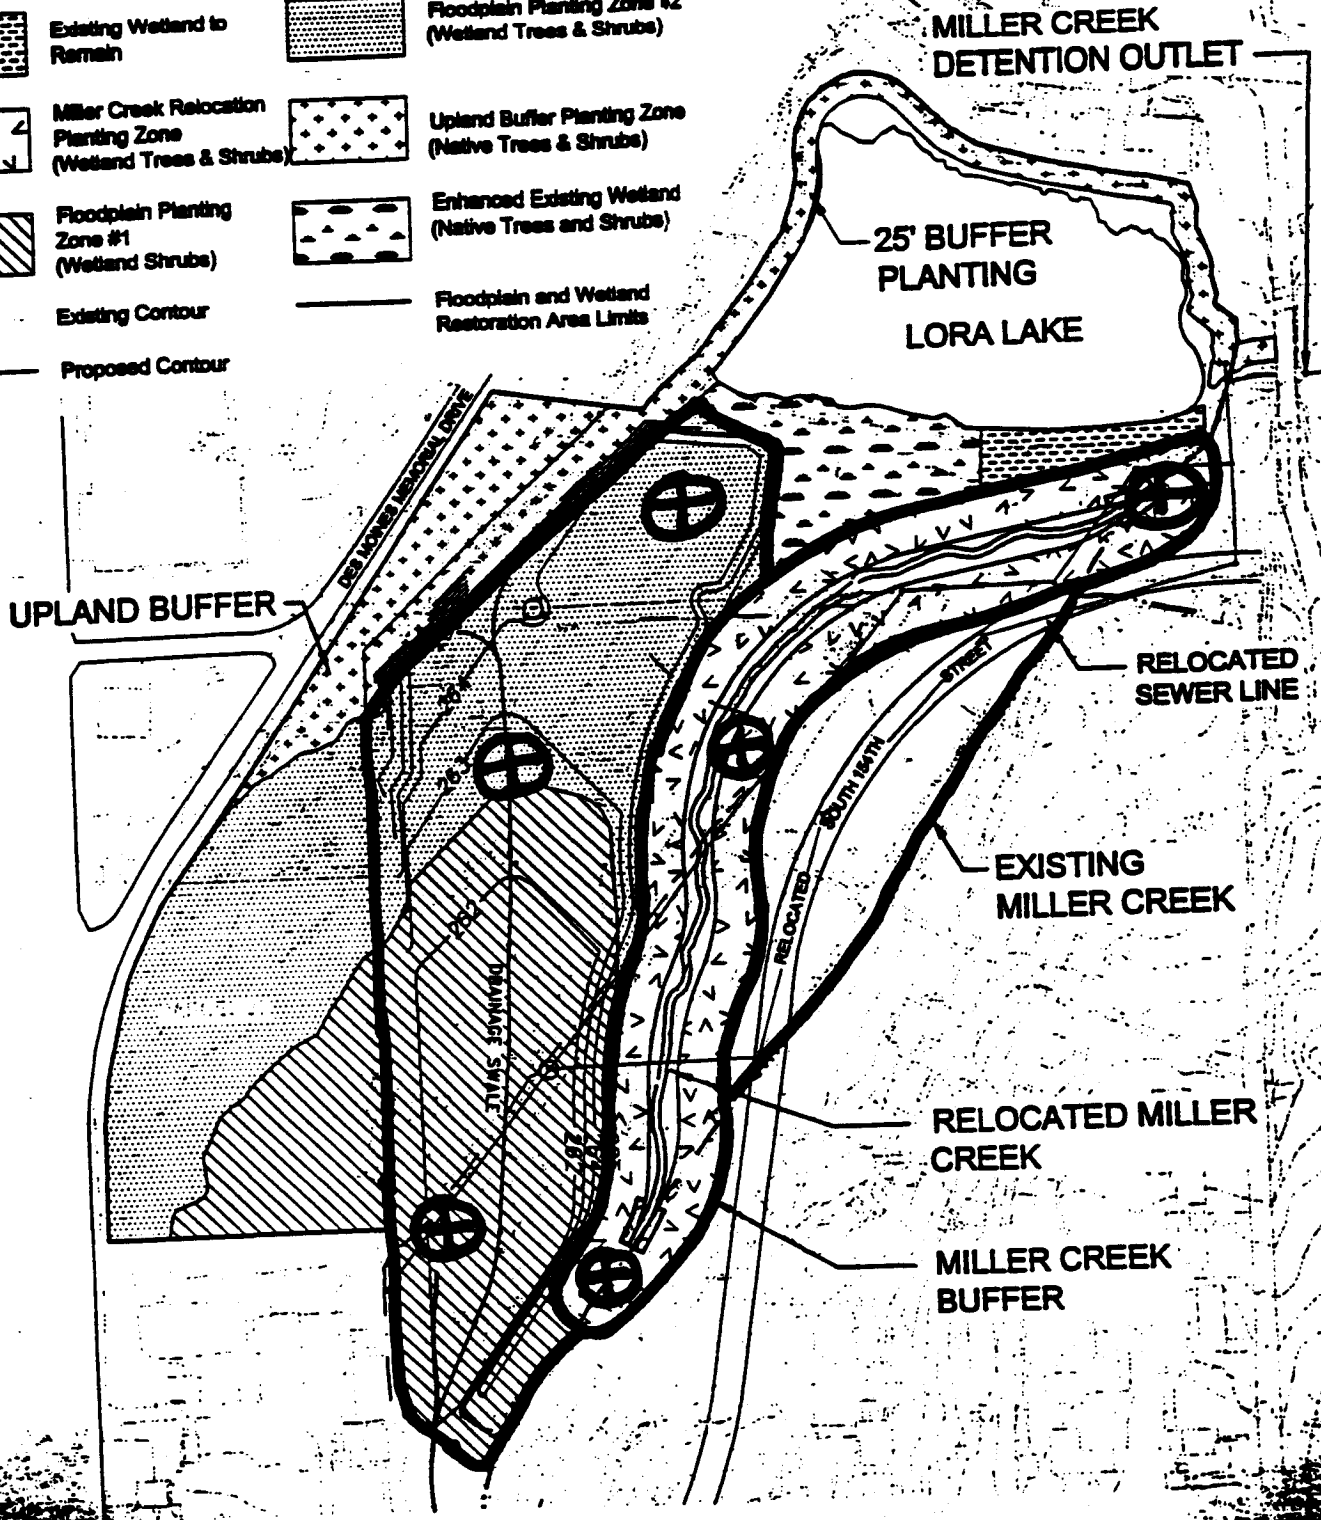 Existing Wetland to
Remain
Floodplain Planting Zone #2
(Wetland Trees & Shrubs)
Miller Creek Relocation
Planting Zone
(Wetland Trees & Shrubs)
Upland Buffer Planting Zone
(Native Trees & Shrubs)
Floodplain Planting
Zone #1
(Wetland Shrubs)
Enhanced Existing Wetland
(Native Trees and Shrubs)
Existing Contour
Floodplain and Wetland
Restoration Area Limits
Proposed Contour
MILLER CREEK
DETENTION OUTLET
25' BUFFER
PLANTING
LORA LAKE
DES MOINES MEMORIAL DRIVE
UPLAND BUFFER
RELOCATED
SEWER LINE
STREET
SOUTH 154TH
RELOCATED
EXISTING
MILLER CREEK
264
263
262
DRAINAGE SWALE
262
RELOCATED MILLER
CREEK
MILLER CREEK
BUFFER